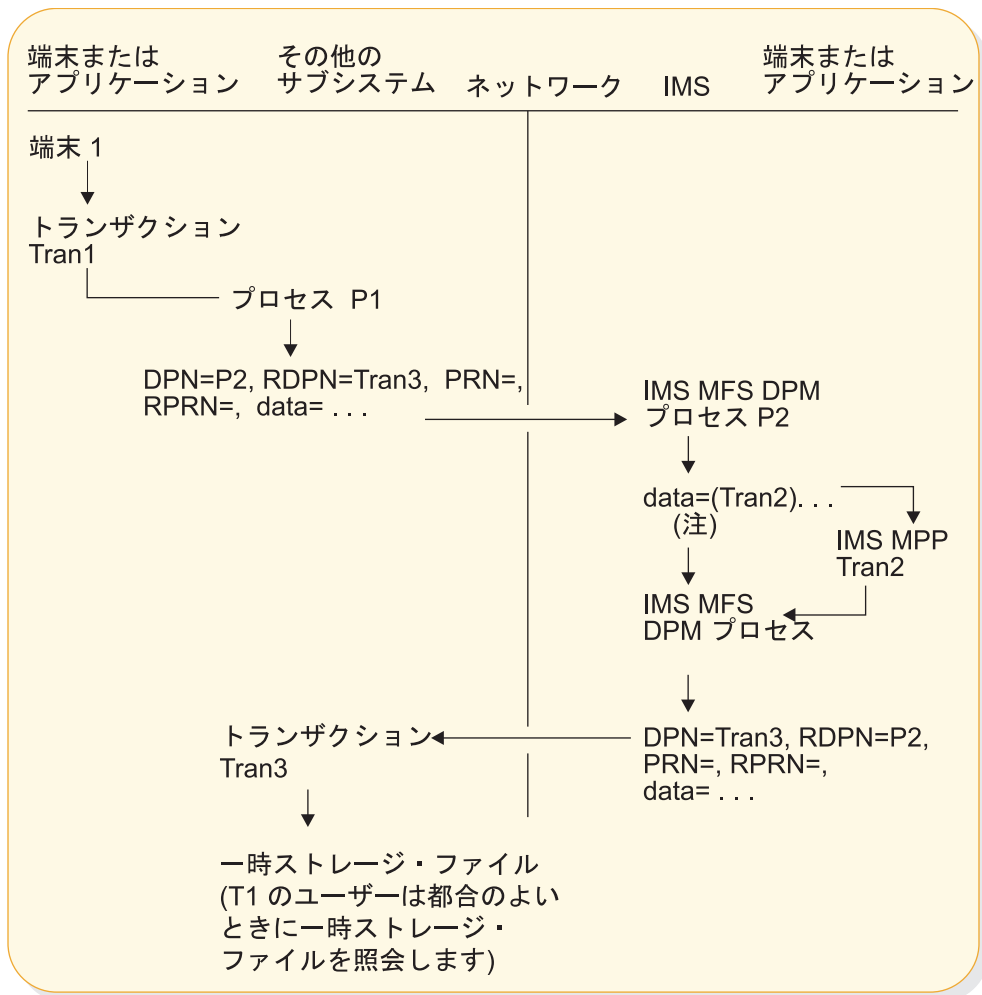 端末または
アプリケーション
その他の
サブシステム
ネットワーク
IMS
端末または
アプリケーション
端末 1
トランザクション
Tran1
プロセス P1
DPN=P2, RDPN=Tran3, PRN=,
RPRN=, data= . . .
IMS MFS DPM
プロセス P2
data=(Tran2). . .
(注)
IMS MPP
Tran2
IMS MFS
DPM プロセス
トランザクション
Tran3
DPN=Tran3, RDPN=P2,
PRN=, RPRN=,
data= . . .
一時ストレージ・ファイル
(T1 のユーザーは都合のよい
ときに一時ストレージ・
ファイルを照会します)